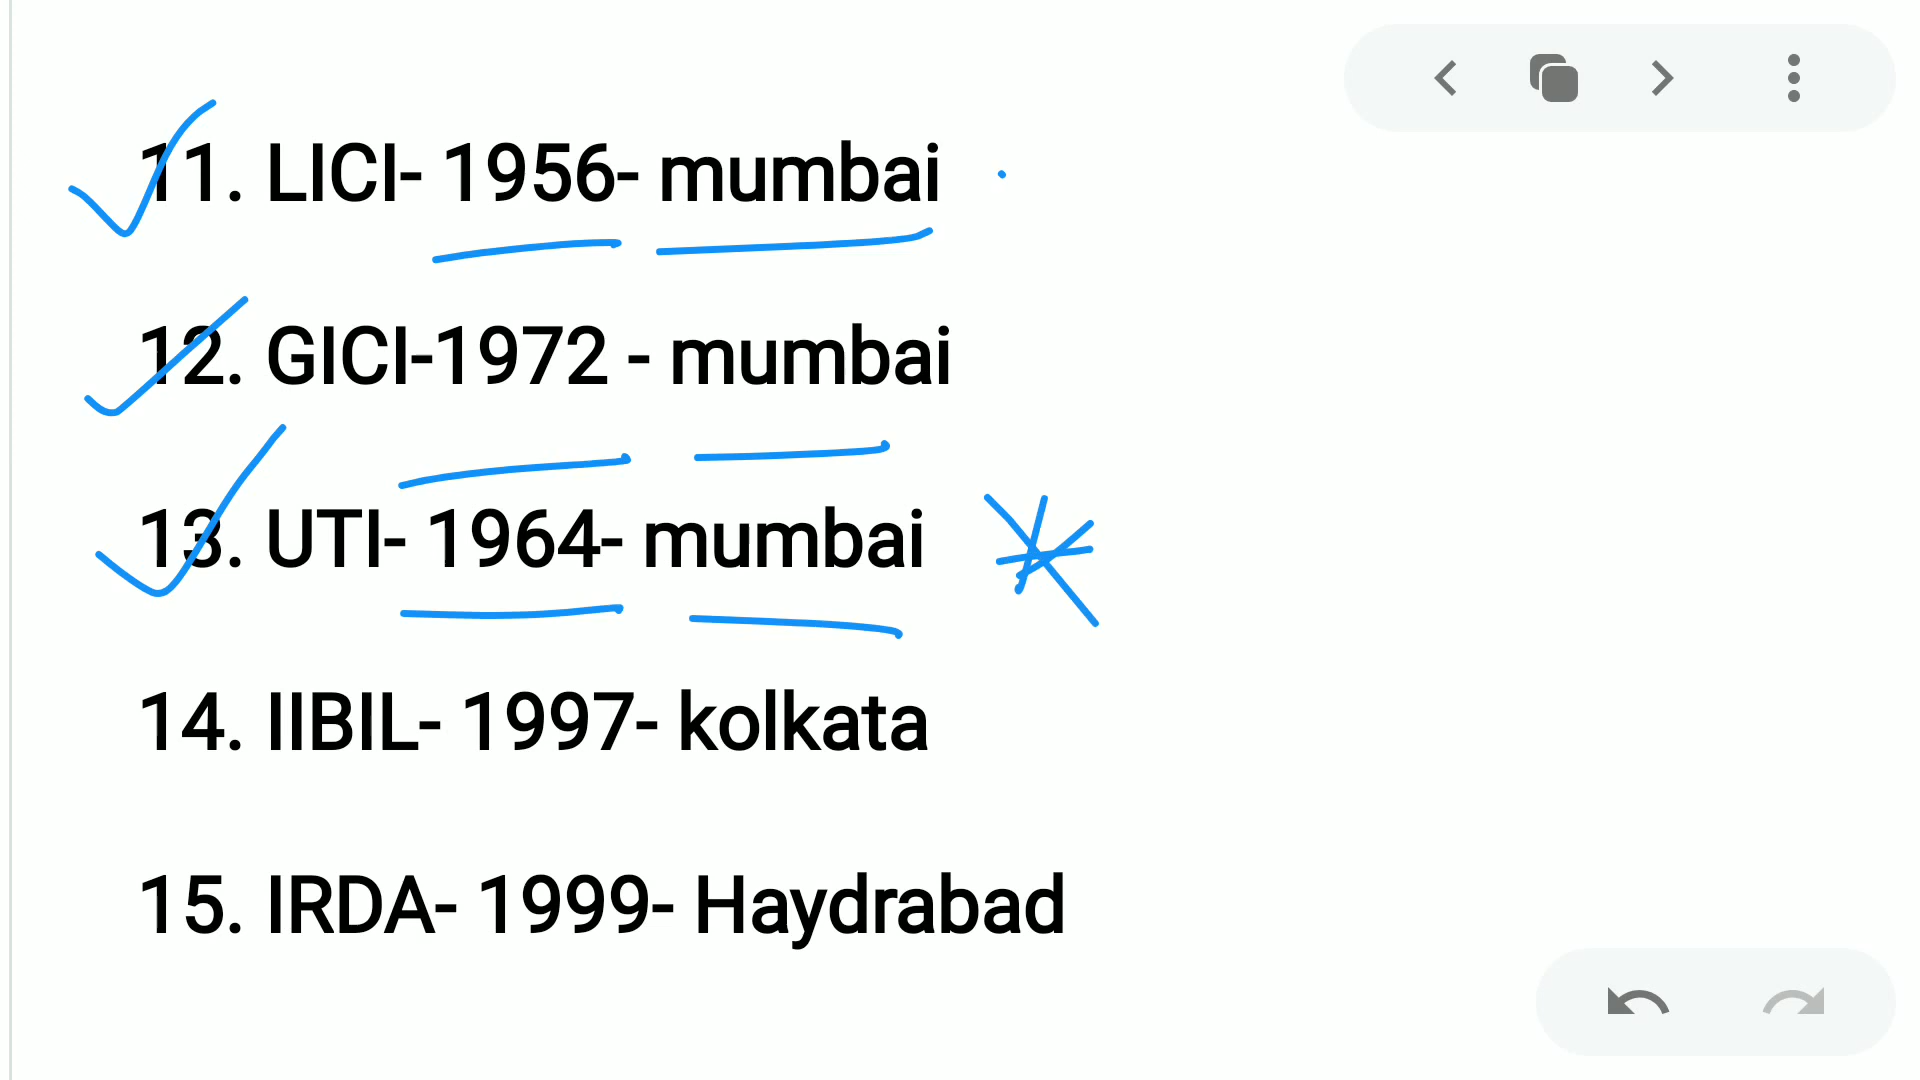 11. LICI- 1956- mumbai
12. GICI-1972 - mumbai
13. UTI- 1964- mumbai
14. IIBIL- 1997- kolkata
15. IRDA- 1999- Haydrabad